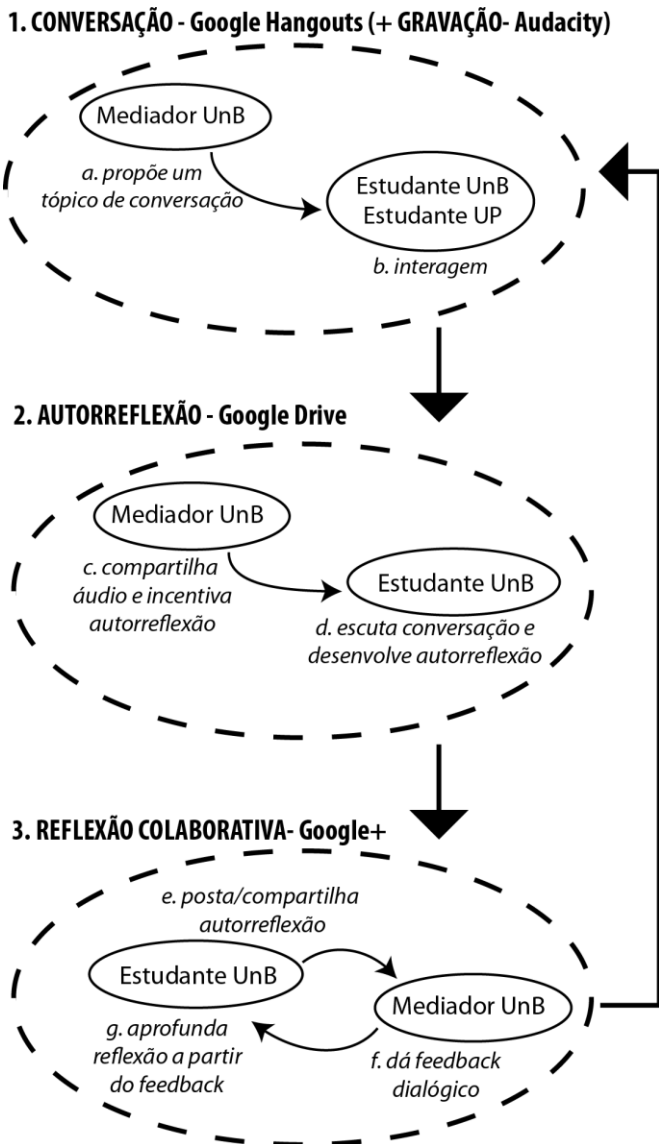 1. CONVERSAÇÃO - Google Hangouts (+ GRAVAÇÃO- Audacity)
Mediador UnB
a. propõe um
tópico de conversação
Estudante UnB
Estudante UP
b. interagem
2. AUTORREFLEXÃO - Google Drive
Mediador UnB
c. compartilha
áudio e incentiva
autorreflexão
Estudante UnB
d. escuta conversação e
desenvolve autorreflexão
3. REFLEXÃO COLABORATIVA- Google+
e. posta/compartilha
autorreflexão
Estudante UnB
Mediador UnB
g. aprofunda
reflexão a partir
do feedback
f. dá feedback
dialógico